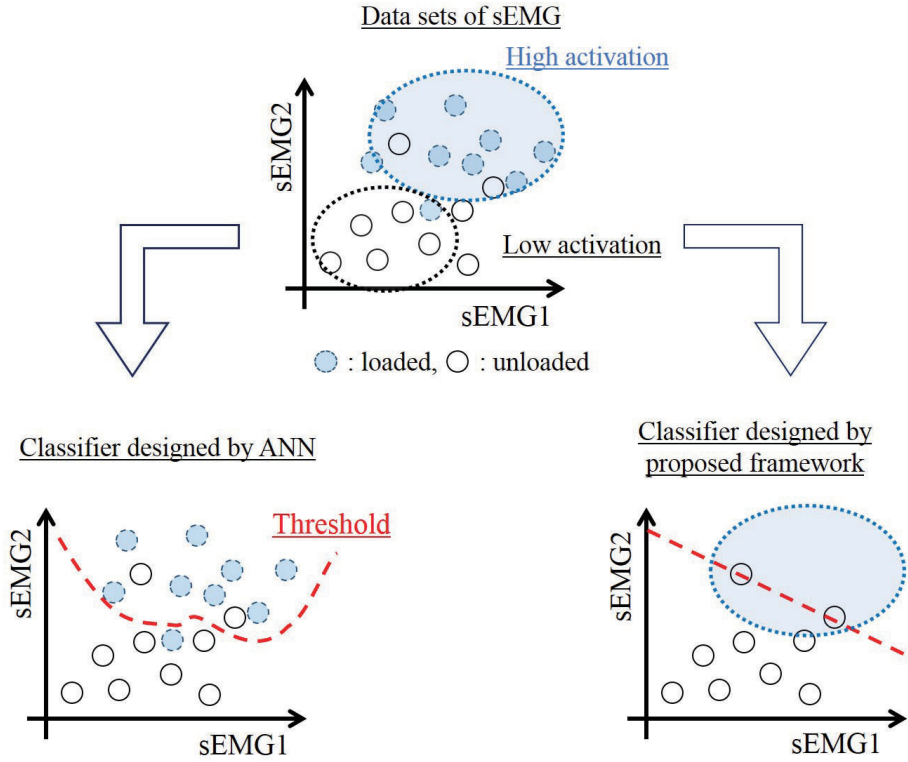 Data sets of sEMG
High activation
sEMG2
Low activation
sEMG1
: loaded, : unloaded
Classifier designed by ANN
Classifier designed by
proposed framework
Threshold
sEMG2
sEMG1
sEMG2
sEMG1